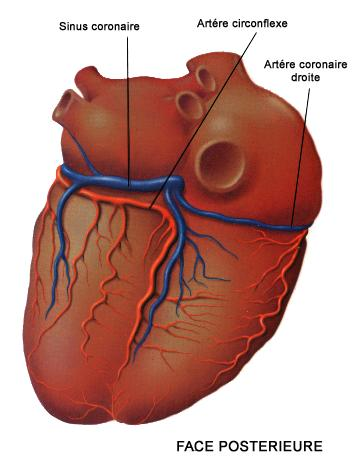 Sinus coronaire
Artére circonflexe
Artére coronaire
droite
FACE POSTERIEURE